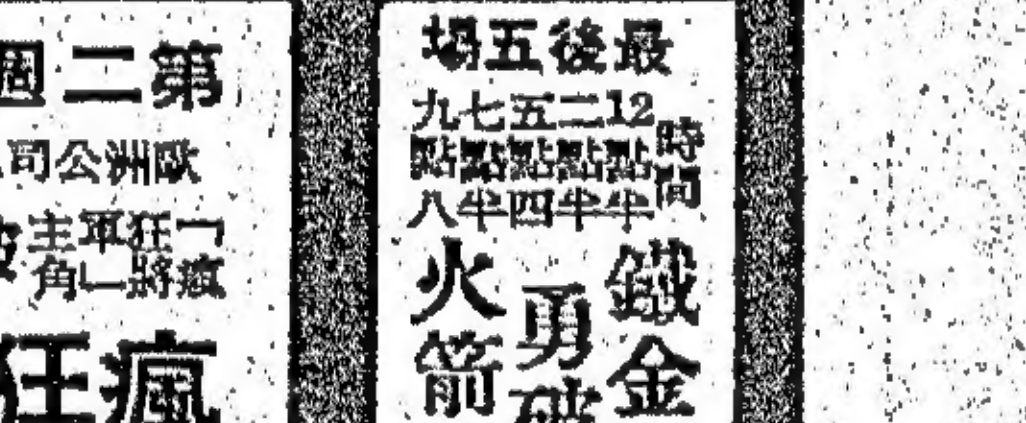 最後五場
時間
12點半
二點半
五點四
七點半
九點八
鐵金
勇破
火箭
第二週
歐洲公司
「瘋狂將軍」主角
瘋狂